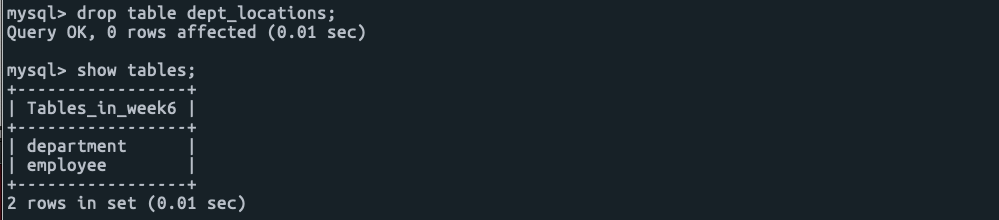 mysql> drop table dept_locations;
Query OK, 0 rows affected (0.01 sec)
mysql> show tables;
+-----------------+
| Tables_in_week6 |
+-----------------+
| department      |
| employee        |
+-----------------+
2 rows in set (0.01 sec)